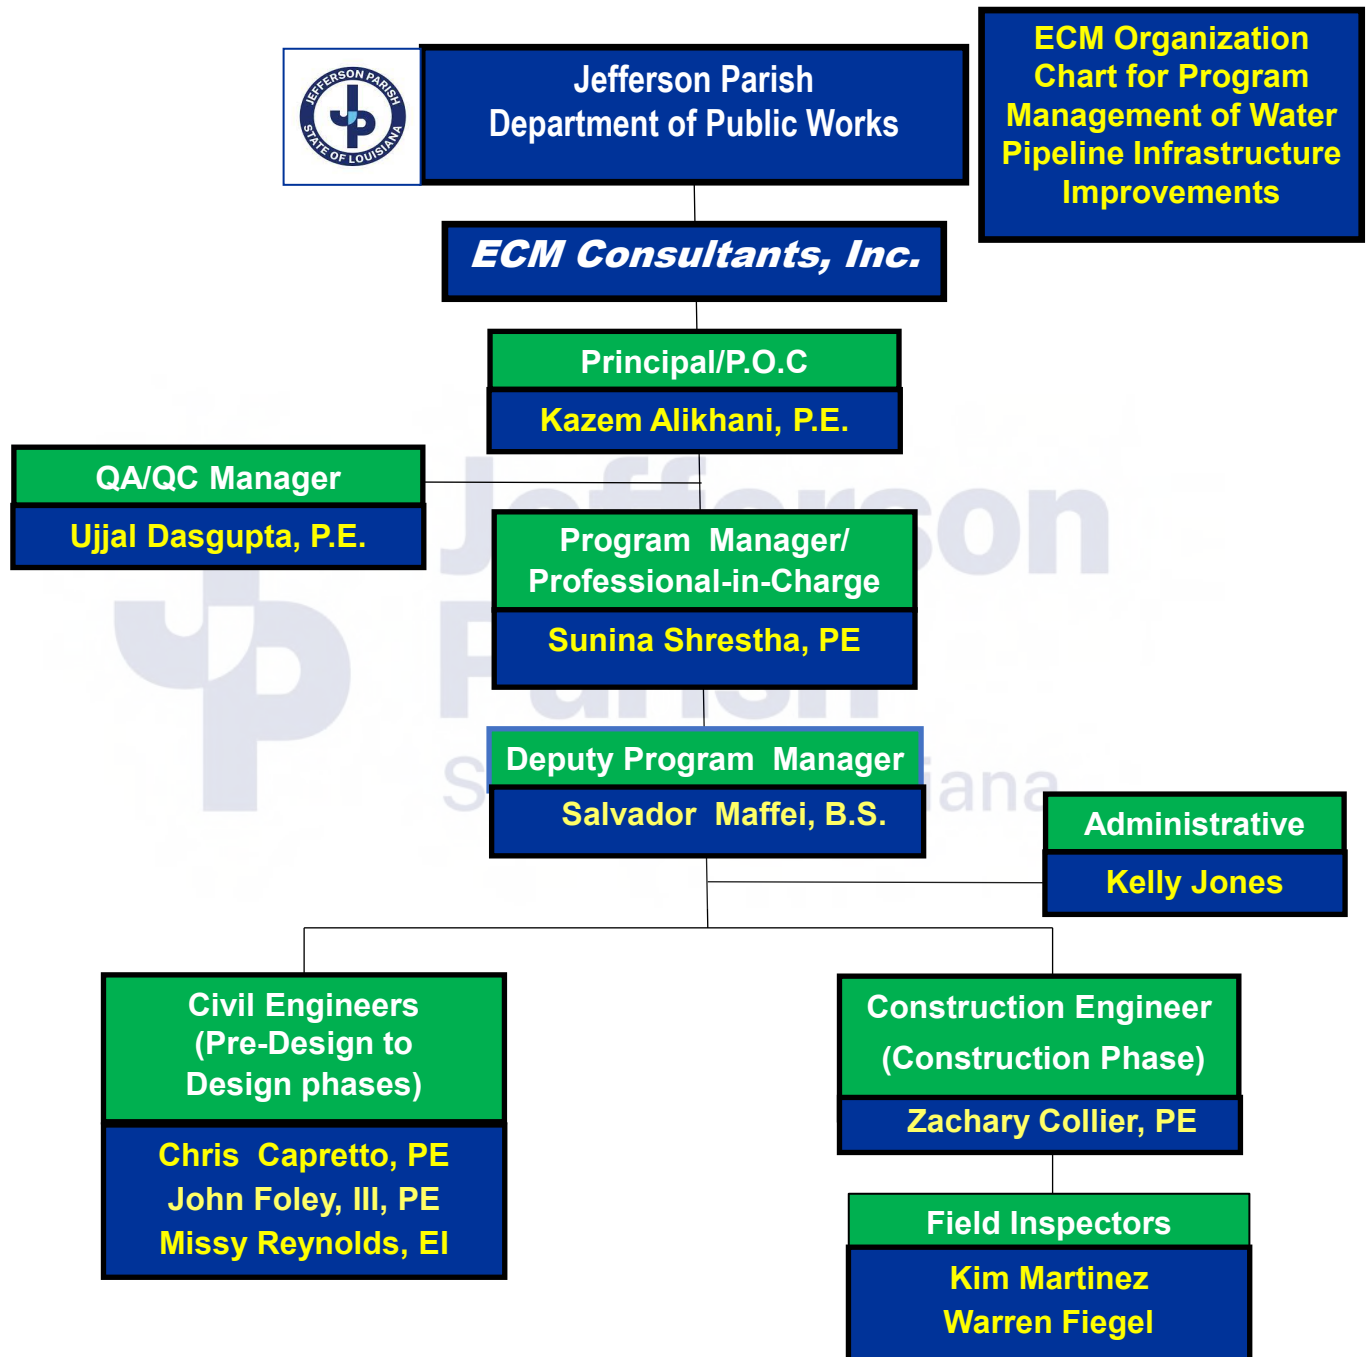 JEFFERSON PARISH
STATE OF LOUISIANA
Jefferson Parish
Department of Public Works
ECM Organization
Chart for Program
Management of Water
Pipeline Infrastructure
Improvements
ECM Consultants, Inc.
Principal/P.O.C
Kazem Alikhani, P.E.
QA/QC Manager
Ujjal Dasgupta, P.E.
Program Manager/
Professional-in-Charge
Sunina Shrestha, PE
Deputy Program Manager
Salvador Maffei, B.S.
Administrative
Kelly Jones
Civil Engineers
(Pre-Design to
Design phases)
Chris Capretto, PE
John Foley, III, PE
Missy Reynolds, EI
Construction Engineer
(Construction Phase)
Zachary Collier, PE
Field Inspectors
Kim Martinez
Warren Fiegel
Jefferson
Parish